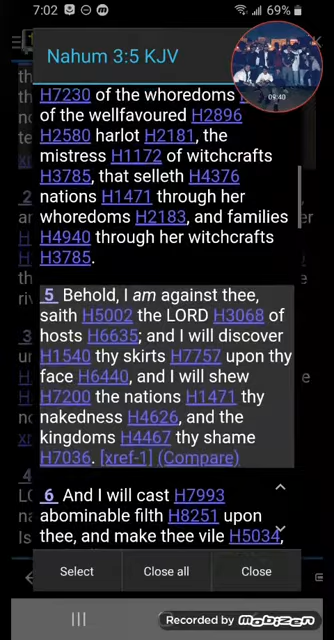 7:02
69%
Nahum 3:5 KJV
09:40
H7230 of the whoredoms
of the wellfavoured H2896
H2580 harlot H2181, the
mistress H1172 of witchcrafts
H3785, that selleth H4376
nations H1471 through her
whoredoms H2183, and families
H4940 through her witchcrafts
H3785.
5 Behold, I am against thee,
saith H5002 the LORD H3068 of
hosts H6635; and I will discover
H1540 thy skirts H7757 upon thy
face H6440, and I will shew
H7200 the nations H1471 thy
nakedness H4626, and the
kingdoms H4467 thy shame
H7036. [xref-1] (Compare)
6 And I will cast H7993
abominable filth H8251 upon
thee, and make thee vile H5034,
Select Close all Close
Recorded by mobizen